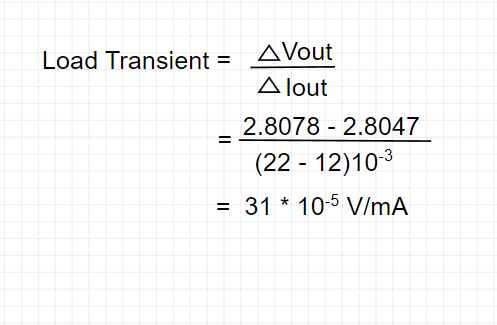 Load Transient = △Vout
△ Iout
= 2.8078 - 2.8047
(22 - 12)10⁻³
= 31 * 10⁻⁵ V/mA